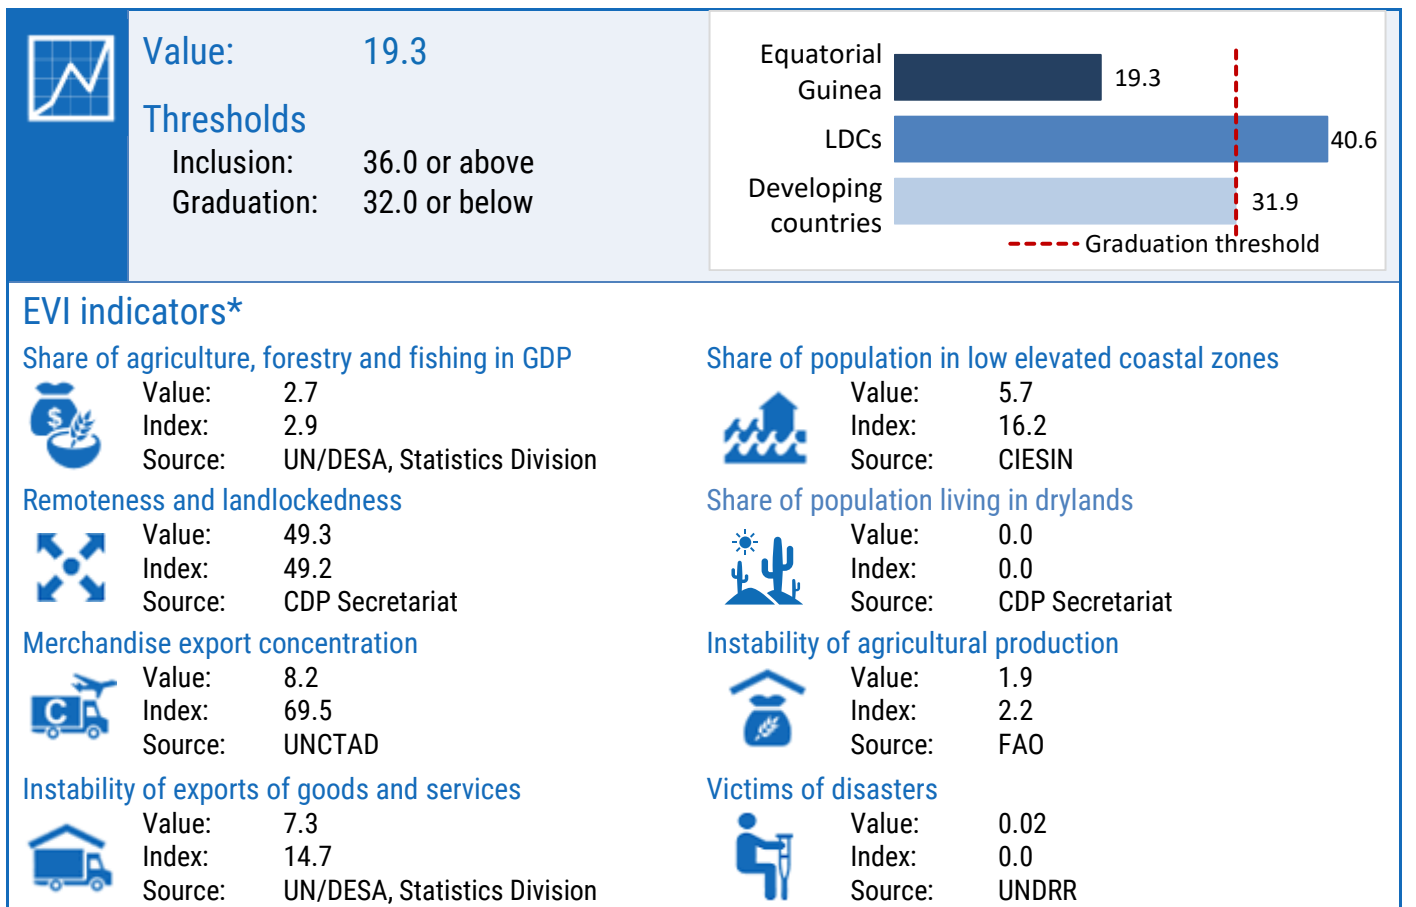 Value: 19.3
Thresholds
Inclusion: 36.0 or above
Graduation: 32.0 or below
Equatorial
Guinea
19.3
LDCs
40.6
Developing
countries
31.9
Graduation threshold
EVI indicators*
Share of agriculture, forestry and fishing in GDP
$
Value: 2.7
Index: 2.9
Source: UN/DESA, Statistics Division
Share of population in low elevated coastal zones
Value: 5.7
Index: 16.2
Source: CIESIN
Remoteness and landlockedness
Value: 49.3
Index: 49.2
Source: CDP Secretariat
Share of population living in drylands
Value: 0.0
Index: 0.0
Source: CDP Secretariat
Merchandise export concentration
C
Value: 8.2
Index: 69.5
Source: UNCTAD
Instability of agricultural production
Value: 1.9
Index: 2.2
Source: FAO
Instability of exports of goods and services
Value: 7.3
Index: 14.7
Source: UN/DESA, Statistics Division
Victims of disasters
Value: 0.02
Index: 0.0
Source: UNDRR